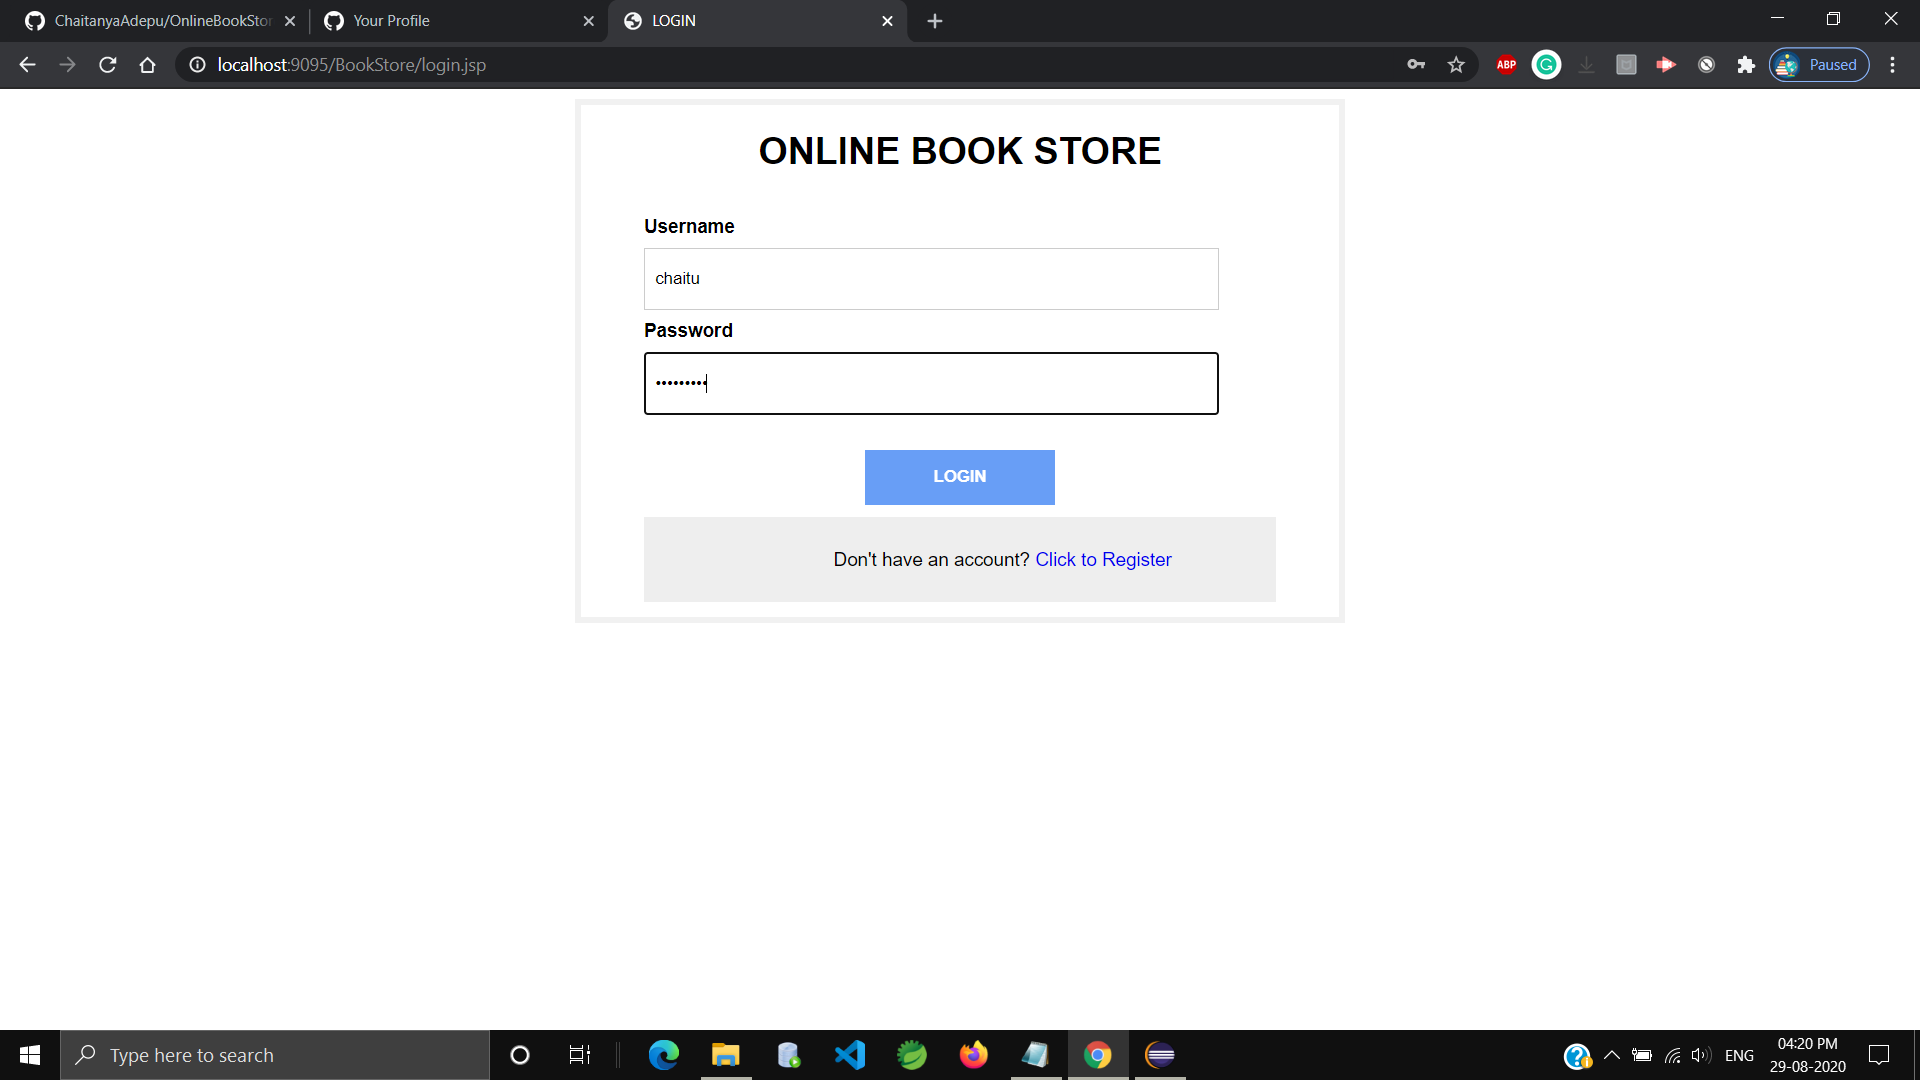 ChaitanyaAdepu/OnlineBookStor
Your Profile
LOGIN
localhost:9095/BookStore/login.jsp
ABP
Paused
ONLINE BOOK STORE
Username
chaitu
Password
•••••••••
LOGIN
Don't have an account? Click to Register
Type here to search
ENG
04:20 PM
29-08-2020